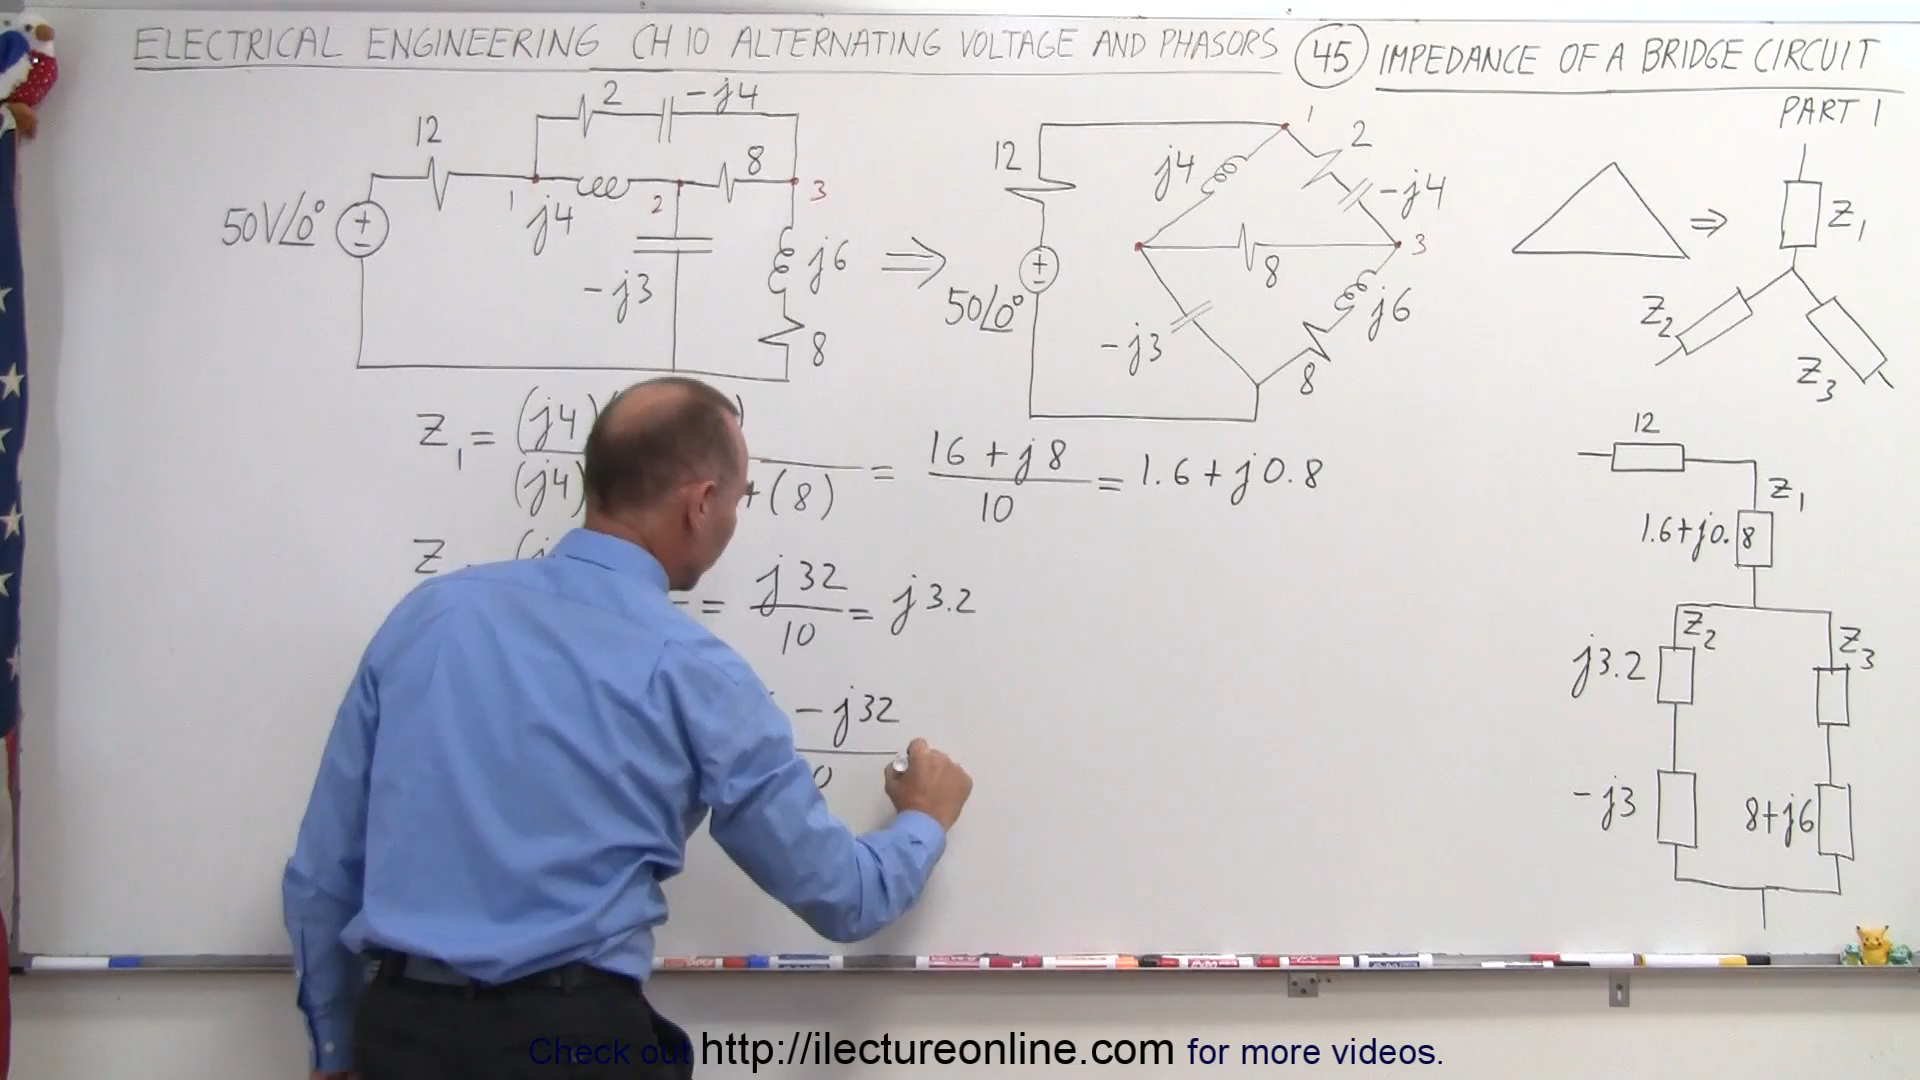 ELECTRICAL ENGINEERING CH 10 ALTERNATING VOLTAGE AND PHASORS 45 IMPEDANCE OF A BRIDGE CIRCUIT
PART 1
12
2
-j4
8
50V/0°
+
-
1
j4
2
3
-j3
j6
8
⇒
12
1
2
j4
-j4
8
3
50/0°
+
-
-j3
j6
8
⇒
Z1
Z2
Z3
Z1 = (j4)
(j4) + (8) = 16 + j8 / 10 = 1.6 + j0.8
Z = j32 / 10 = j3.2
- j32
12
Z1
1.6+j0.8
Z2
Z3
j3.2
-j3
8+j6
Check out http://ilectureonline.com for more videos.